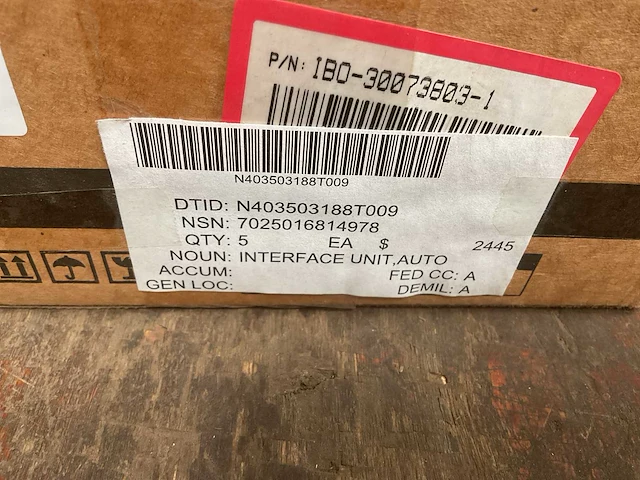 P/N: IBO-30073803-1
N403503188T009
DTID: N403503188T009
NSN: 7025016814978
QTY: 5 EA $ 2445
NOUN: INTERFACE UNIT,AUTO
ACCUM: FED CC: A
GEN LOC: DEMIL: A